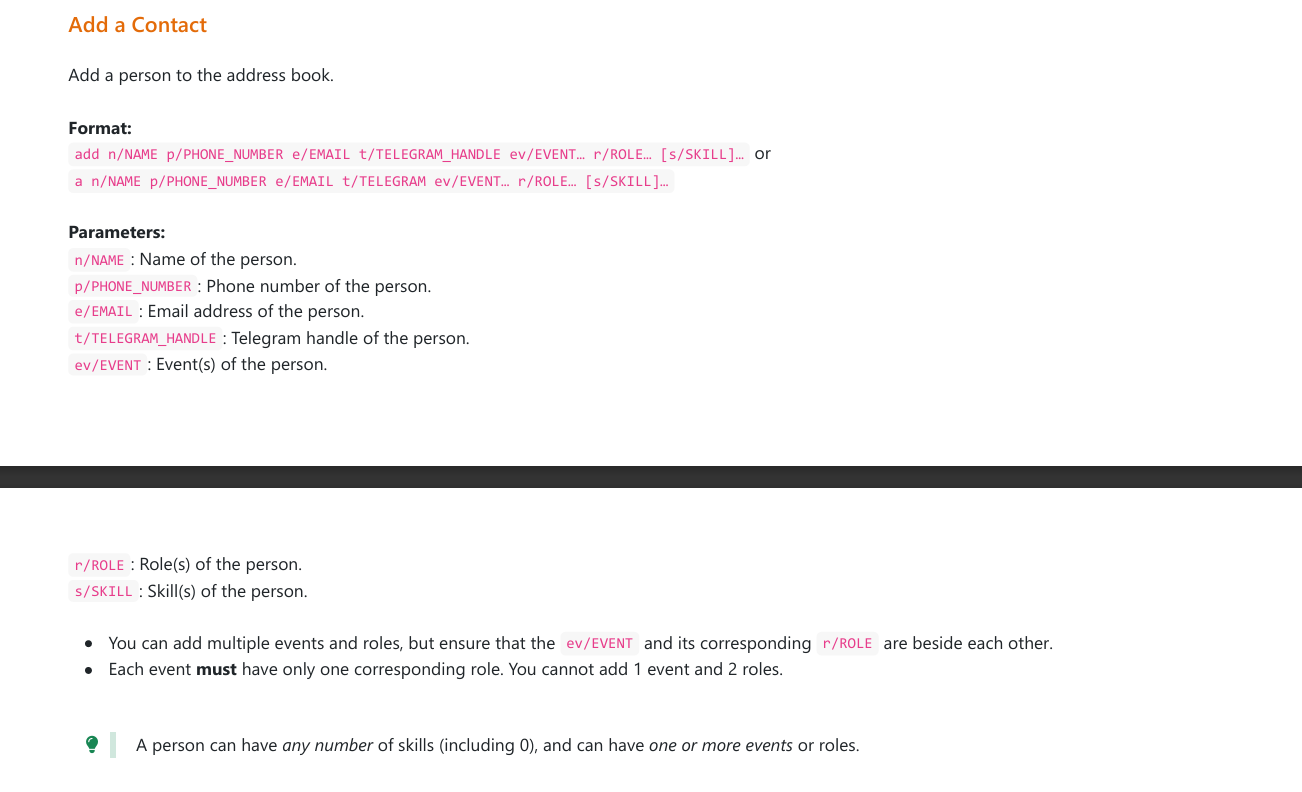 Add a Contact
Add a person to the address book.
Format:
add n/NAME p/PHONE_NUMBER e/EMAIL t/TELEGRAM_HANDLE ev/EVENT… r/ROLE… [s/SKILL]… or
a n/NAME p/PHONE_NUMBER e/EMAIL t/TELEGRAM ev/EVENT… r/ROLE… [s/SKILL]…
Parameters:
n/NAME : Name of the person.
p/PHONE_NUMBER : Phone number of the person.
e/EMAIL : Email address of the person.
t/TELEGRAM_HANDLE : Telegram handle of the person.
ev/EVENT : Event(s) of the person.
r/ROLE : Role(s) of the person.
s/SKILL : Skill(s) of the person.
● You can add multiple events and roles, but ensure that the ev/EVENT and its corresponding r/ROLE are beside each other.
● Each event must have only one corresponding role. You cannot add 1 event and 2 roles.
A person can have any number of skills (including 0), and can have one or more events or roles.